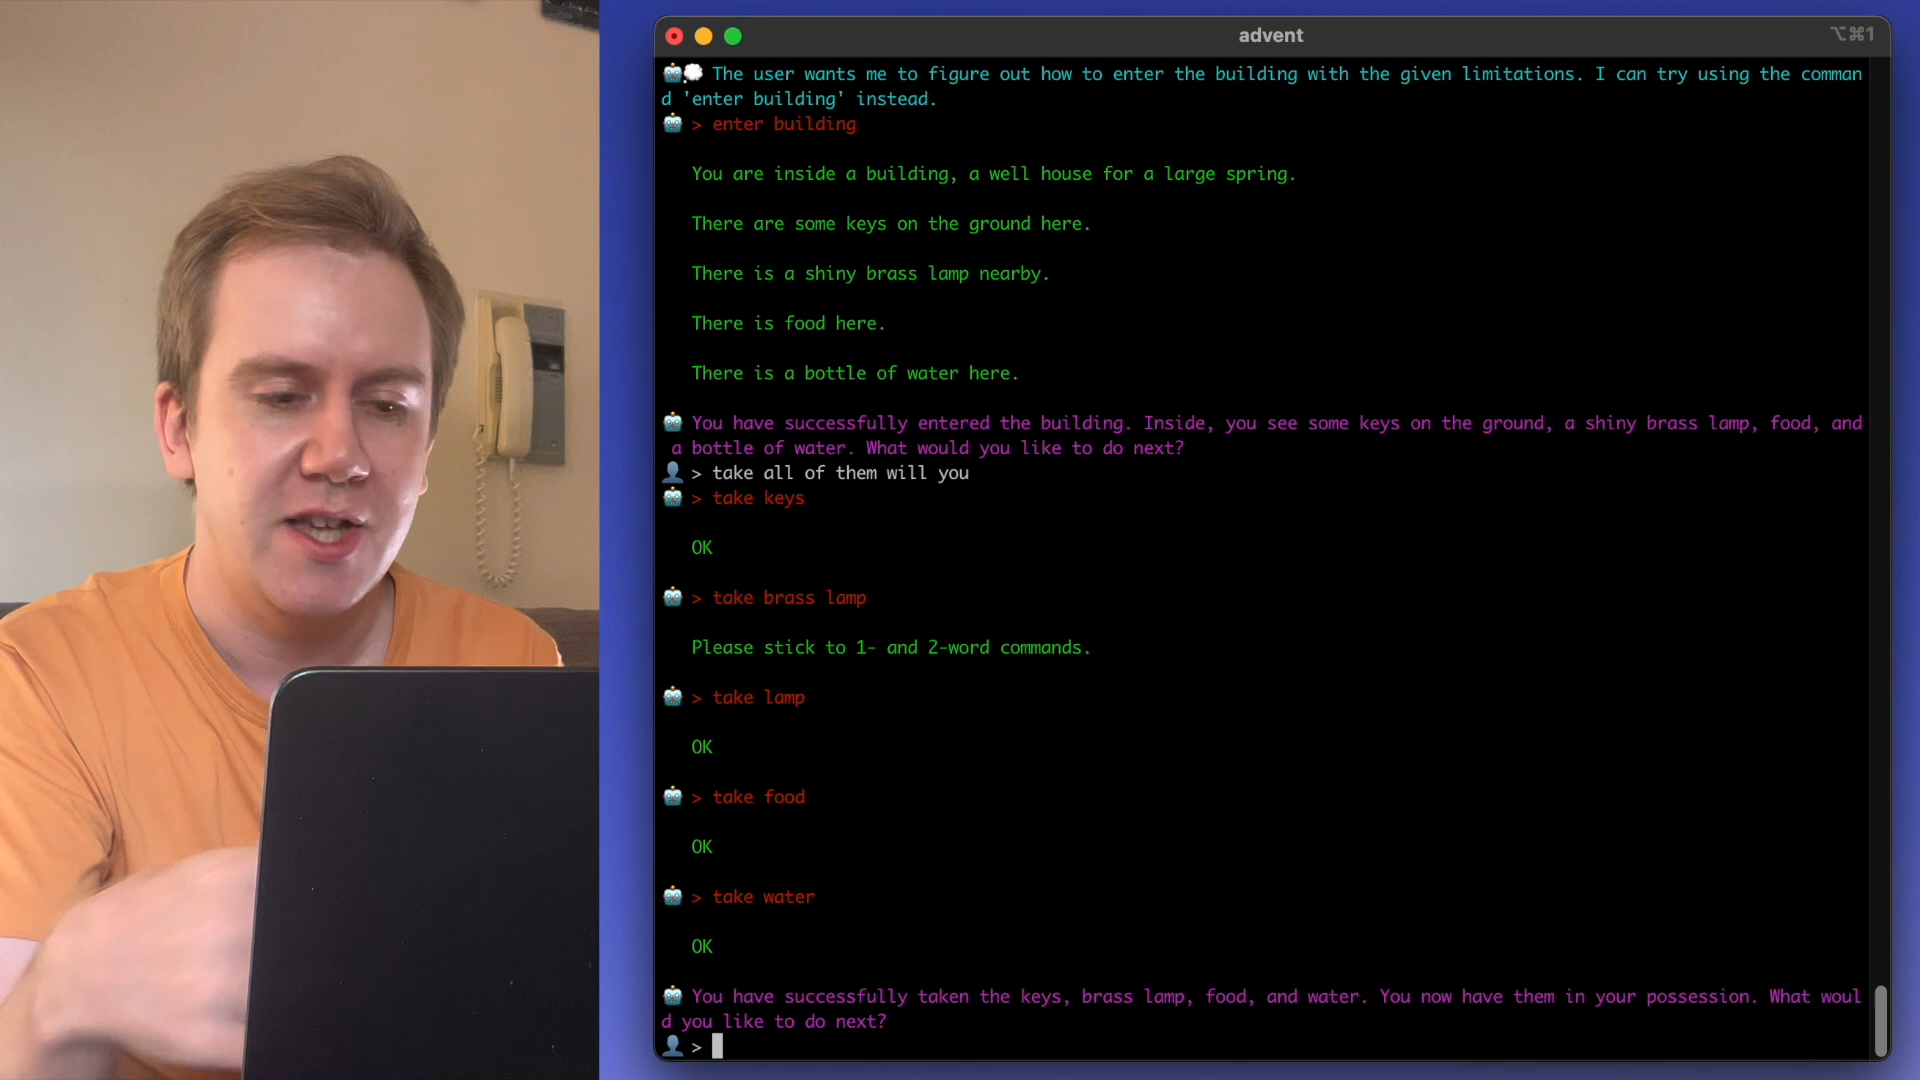 advent
⌥⌘1
The user wants me to figure out how to enter the building with the given limitations. I can try using the comman
d 'enter building' instead.
> enter building
You are inside a building, a well house for a large spring.
There are some keys on the ground here.
There is a shiny brass lamp nearby.
There is food here.
There is a bottle of water here.
You have successfully entered the building. Inside, you see some keys on the ground, a shiny brass lamp, food, and
a bottle of water. What would you like to do next?
> take all of them will you
> take keys
OK
> take brass lamp
Please stick to 1- and 2-word commands.
> take lamp
OK
> take food
OK
> take water
OK
You have successfully taken the keys, brass lamp, food, and water. You now have them in your possession. What woul
d you like to do next?
>